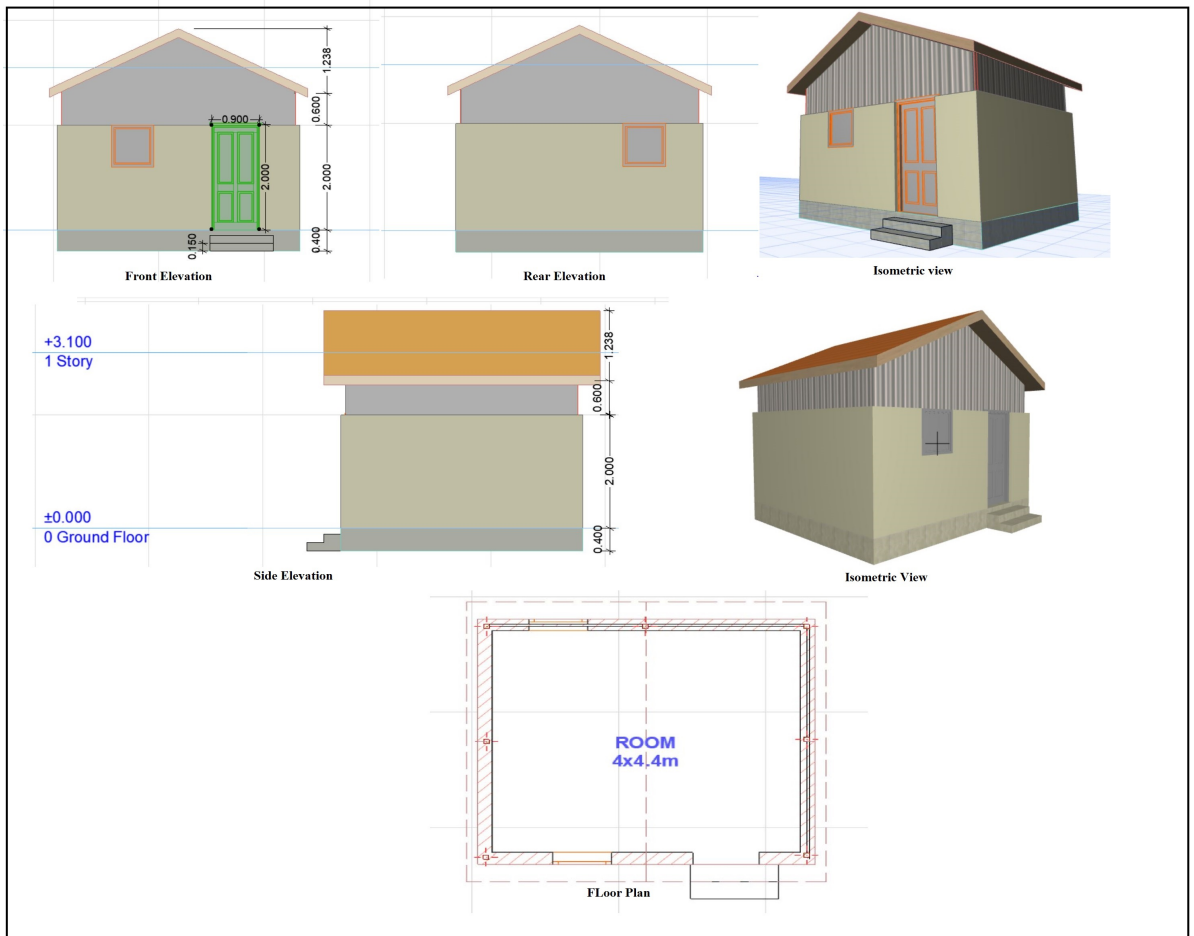 1.238
0.600
0.900
2.000
2.000
0.150
0.400
Front Elevation
Rear Elevation
Isometric view
+3.100
1 Story
1.238
0.600
2.000
±0.000
0 Ground Floor
0.400
Side Elevation
Isometric View
ROOM
4x4.4m
FLoor Plan